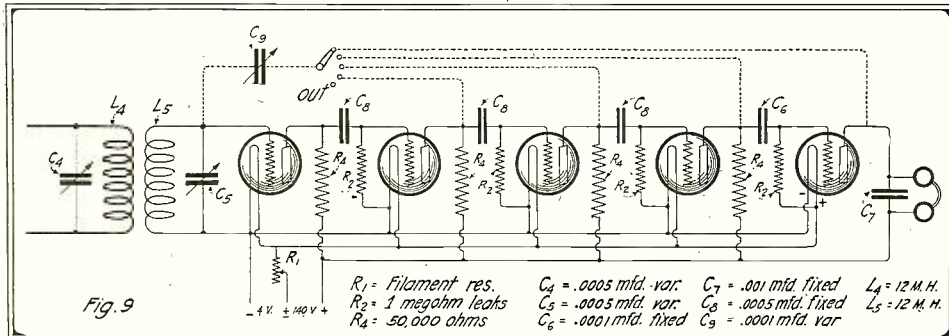 C9
OUT
L4
L5
C4
C5
C8
C8
C8
C6
R4
R2
R4
R2
R4
R2
R4
R2
-
-
+
C7
R1
- 4 V. ± 140 V +
Fig. 9
R1 = Filament res.
R2 = 1 megohm leaks
R4 = 50,000 ohms
C4 = .0005 mfd. var.
C5 = .0005 mfd. var.
C6 = .0001 mfd. fixed
C7 = .001 mfd. fixed
C8 = .0005 mfd. fixed
C9 = .0001 mfd. var
L4 = 12 M.H.
L5 = 12 M.H.